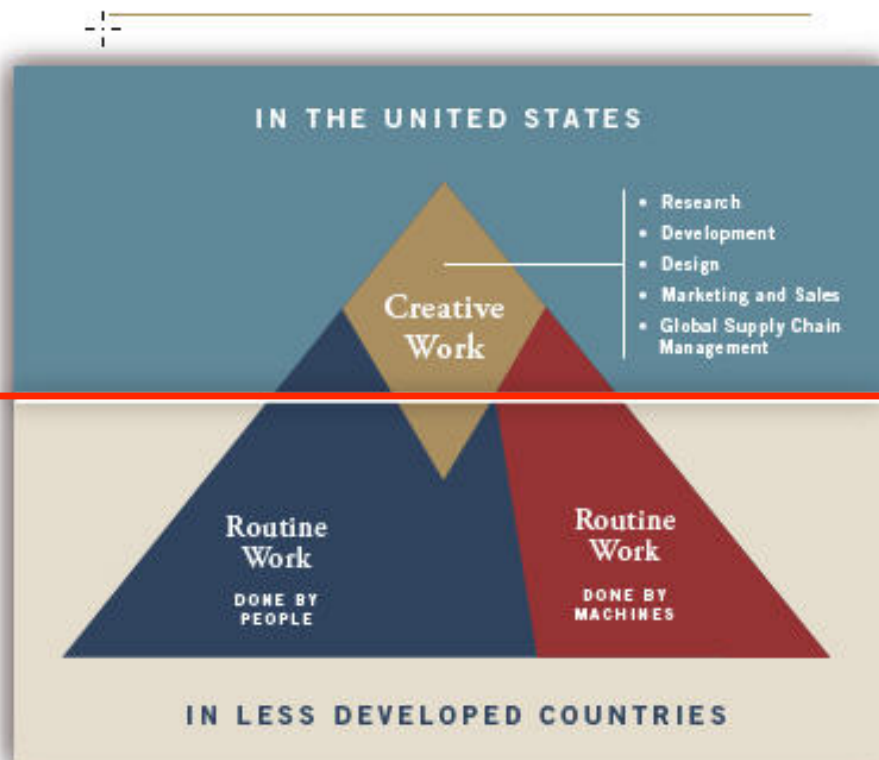 IN THE UNITED STATES
• Research
• Development
• Design
• Marketing and Sales
• Global Supply Chain
Management
Creative
Work
Routine
Work
DONE BY
PEOPLE
Routine
Work
DONE BY
MACHINES
IN LESS DEVELOPED COUNTRIES